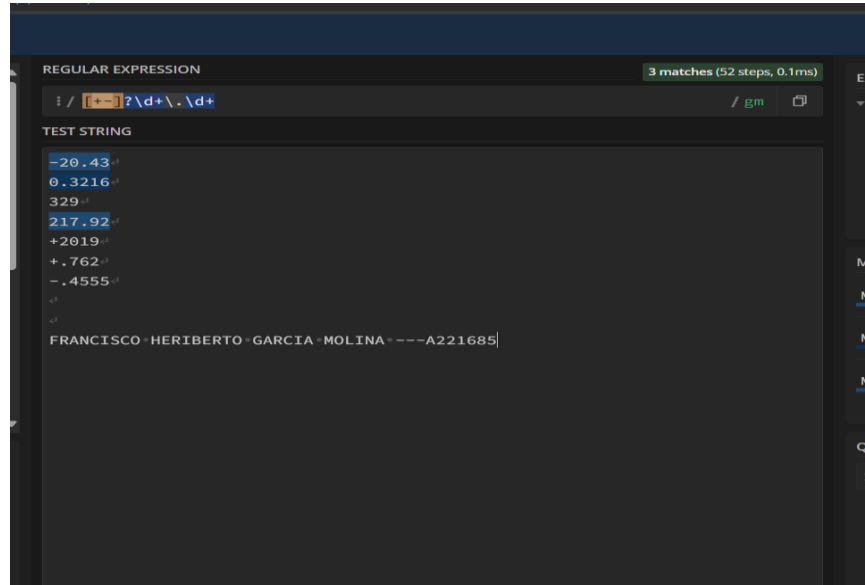 REGULAR EXPRESSION
3 matches (52 steps, 0.1ms)
/ [+-]?\d+\.\d+
/ gm
TEST STRING
-20.43
0.3216
329
217.92
+2019
+.762
-.4555
FRANCISCO HERIBERTO GARCIA MOLINA ---A221685